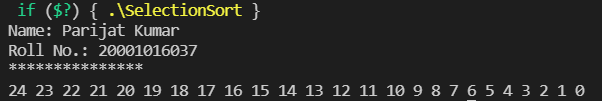 if ($?) { .\SelectionSort }
Name: Parijat Kumar
Roll No.: 20001016037
***************
24 23 22 21 20 19 18 17 16 15 14 13 12 11 10 9 8 7 6 5 4 3 2 1 0